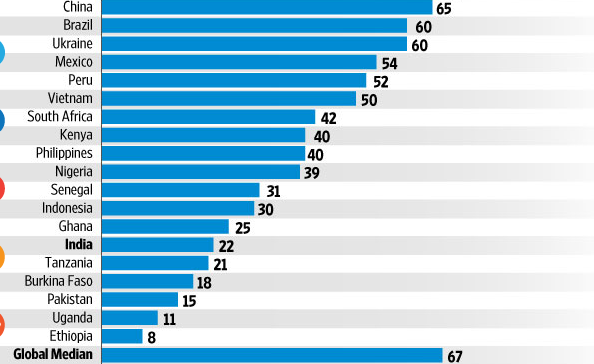 China 65
Brazil 60
Ukraine 60
Mexico 54
Peru 52
Vietnam 50
South Africa 42
Kenya 40
Philippines 40
Nigeria 39
Senegal 31
Indonesia 30
Ghana 25
India 22
Tanzania 21
Burkina Faso 18
Pakistan 15
Uganda 11
Ethiopia 8
Global Median 67